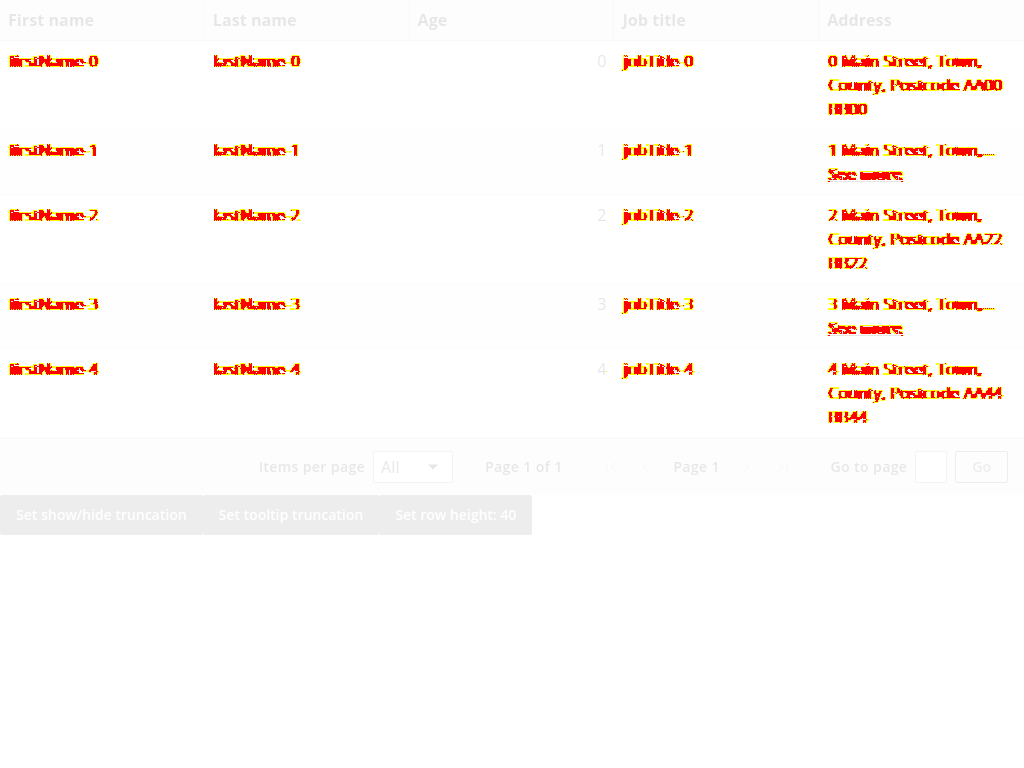 First name Last name Age Job title Address
firstName-0 lastName-0 0 jobTitle-0 0 Main Street, Town,
County, Postcode AA00
BB00
firstName-1 lastName-1 1 jobTitle-1 1 Main Street, Town,...
See more
firstName-2 lastName-2 2 jobTitle-2 2 Main Street, Town,
County, Postcode AA22
BB22
firstName-3 lastName-3 3 jobTitle-3 3 Main Street, Town,...
See more
firstName-4 lastName-4 4 jobTitle-4 4 Main Street, Town,
County, Postcode AA44
BB44
Items per page All Page 1 of 1 Page 1 Go to page Go
Set show/hide truncation Set tooltip truncation Set row height: 40